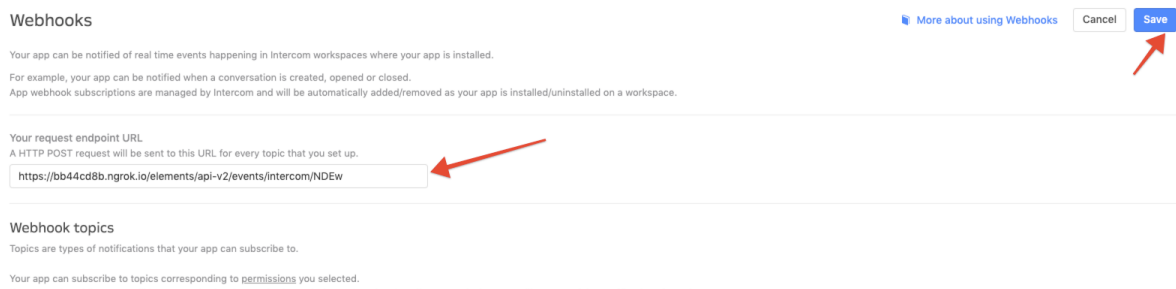 Webhooks
More about using Webhooks
Cancel
Save
Your app can be notified of real time events happening in Intercom workspaces where your app is installed.
For example, your app can be notified when a conversation is created, opened or closed.
App webhook subscriptions are managed by Intercom and will be automatically added/removed as your app is installed/uninstalled on a workspace.
Your request endpoint URL
A HTTP POST request will be sent to this URL for every topic that you set up.
https://bb44cd8b.ngrok.io/elements/api-v2/events/intercom/NDEw
Webhook topics
Topics are types of notifications that your app can subscribe to.
Your app can subscribe to topics corresponding to permissions you selected.